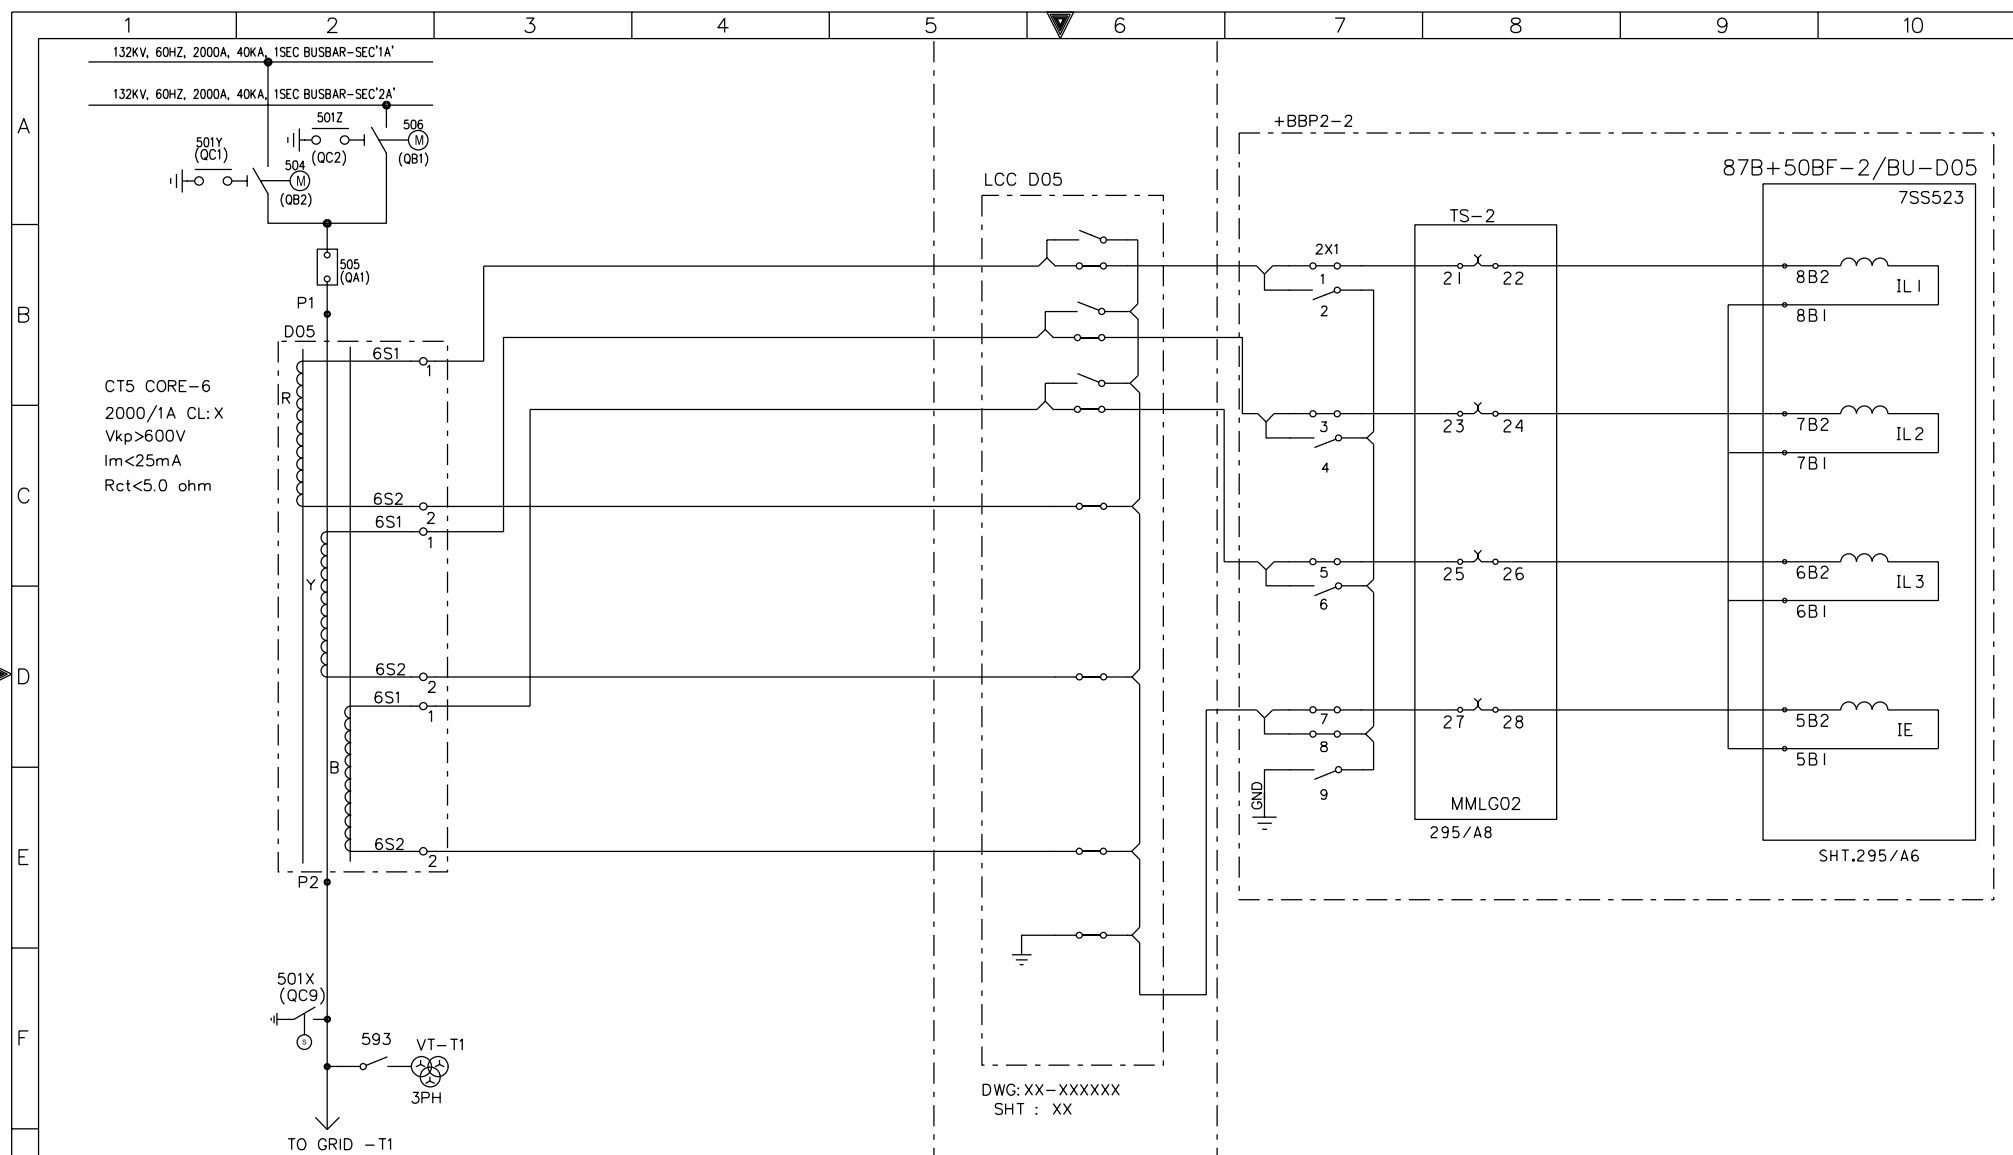 1 2 3 4 5 6 7 8 9 10
A
B
C
D
E
F
132KV, 60HZ, 2000A, 40KA, 1SEC BUSBAR-SEC'1A'
132KV, 60HZ, 2000A, 40KA, 1SEC BUSBAR-SEC'2A'
501Z
(QC2)
506
M
(QB1)
501Y
(QC1)
504
M
(QB2)
505
(QA1)
P1
D05
CT5 CORE-6
2000/1A CL:X
Vkp>600V
Im<25mA
Rct<5.0 ohm
R
6S1
1
6S2
2
Y
6S1
1
6S2
2
B
6S1
1
6S2
2
P2
501X
(QC9)
S
593
VT-T1
3PH
TO GRID -T1
LCC D05
DWG:XX-XXXXXX
SHT : XX
+BBP2-2
2X1
1
2
3
4
5
6
7
8
9
GND
TS-2
21 22
23 24
25 26
27 28
MMLG02
295/A8
87B+50BF-2/BU-D05
7SS523
8B2
IL1
8B1
7B2
IL2
7B1
6B2
IL3
6B1
5B2
IE
5B1
SHT.295/A6